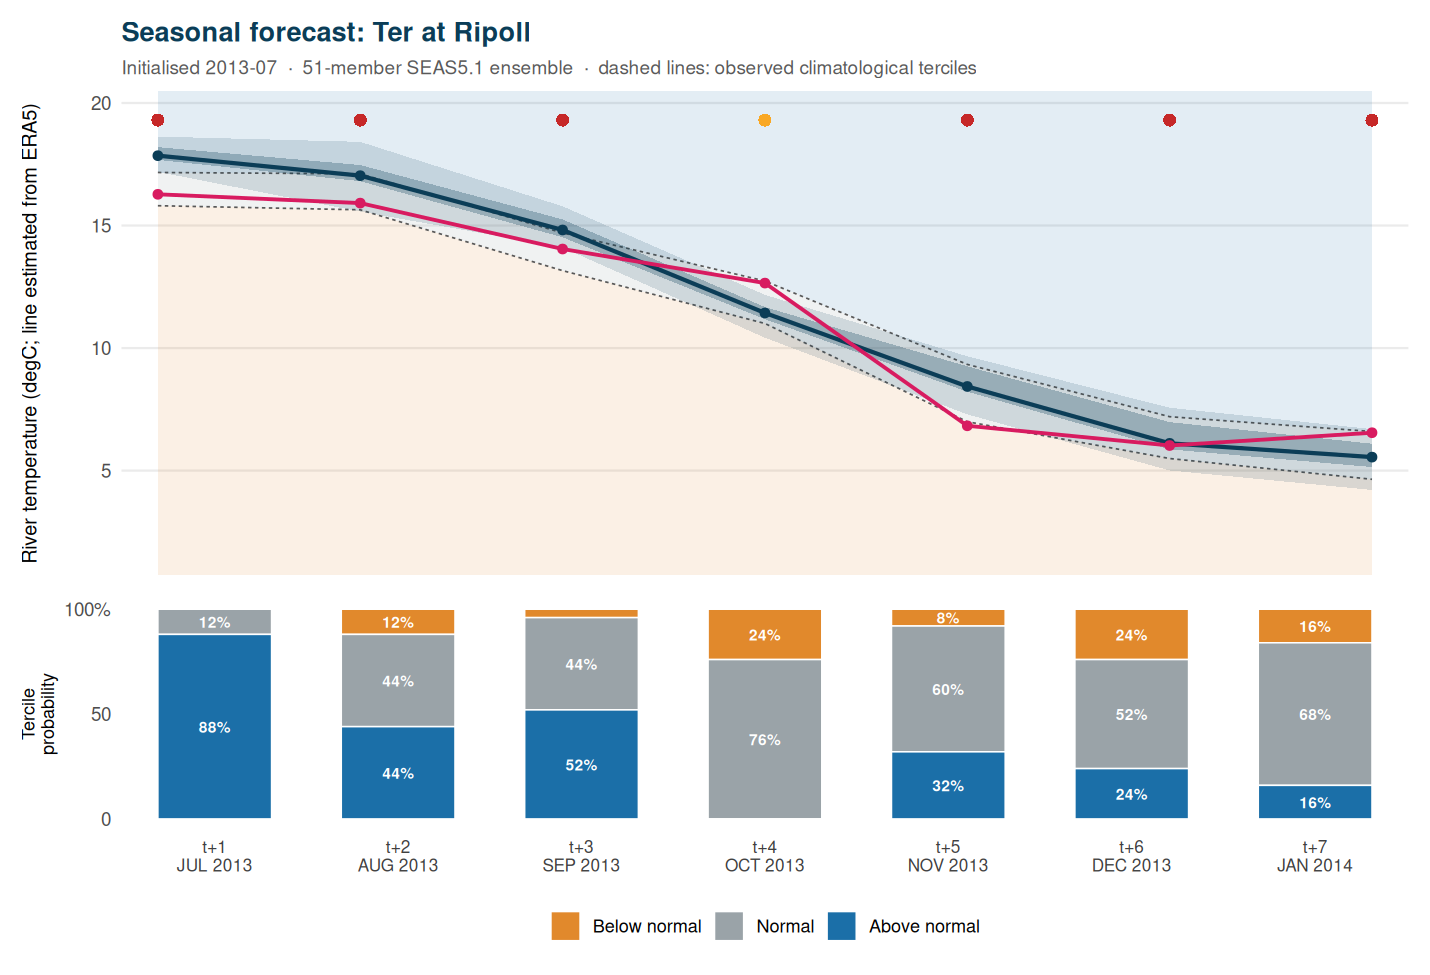 Seasonal forecast: Ter at Ripoll
Initialised 2013-07 · 51-member SEAS5.1 ensemble · dashed lines: observed climatological terciles
River temperature (degC; line estimated from ERA5)
20
15
10
5
Tercile
probability
100%
50
0
12%
88%
12%
44%
44%
44%
52%
24%
76%
8%
60%
32%
24%
52%
24%
16%
68%
16%
t+1
JUL 2013
t+2
AUG 2013
t+3
SEP 2013
t+4
OCT 2013
t+5
NOV 2013
t+6
DEC 2013
t+7
JAN 2014
Below normal Normal Above normal